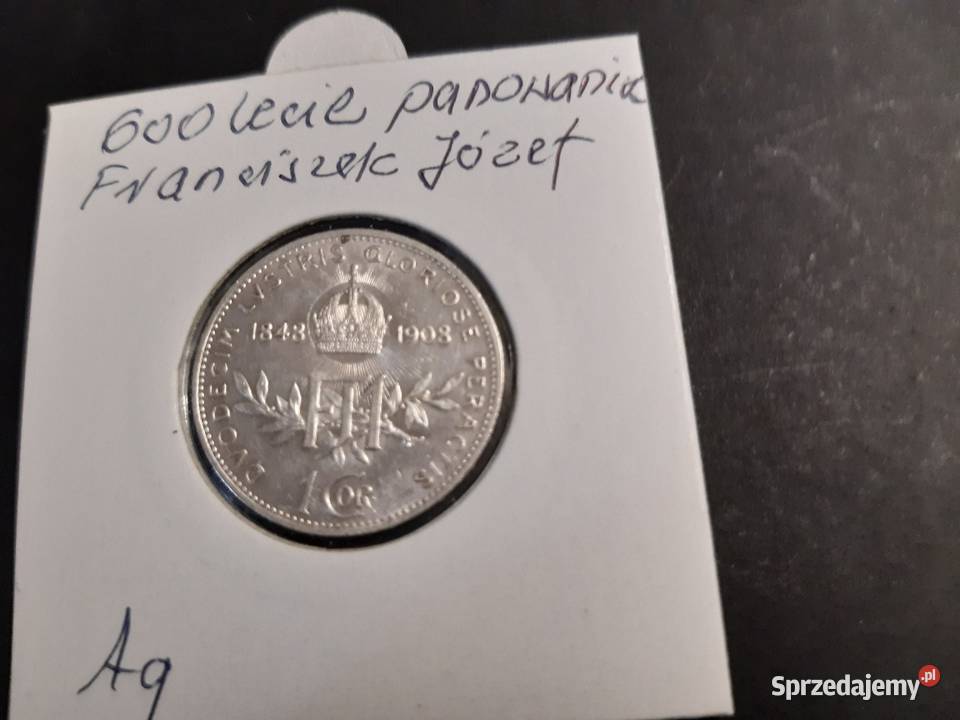 600 lecie panowania
Franciszek Józef
DVODECIM LVSTRIS GLORIOSE PERACTIS
1848 1908
FJI
1 COR
Ag
Sprzedajemy.pl